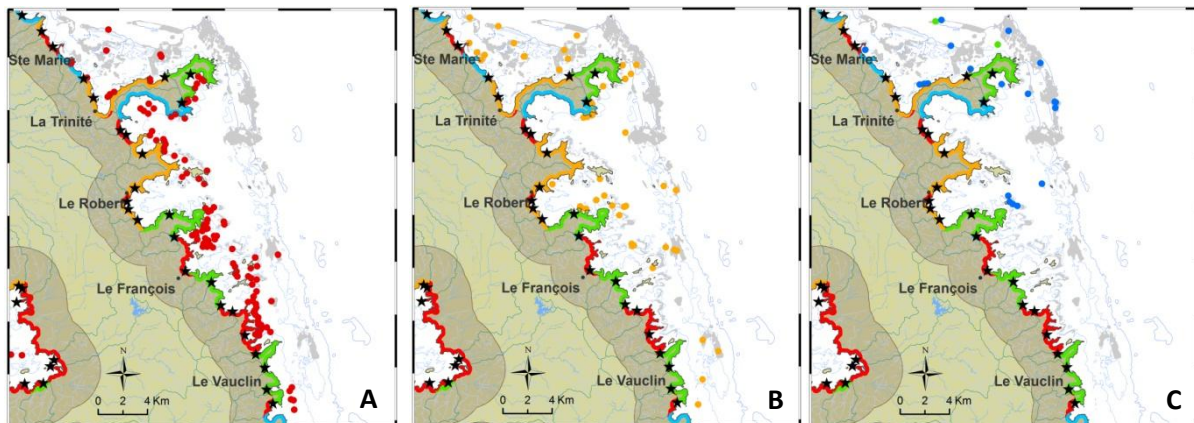 Ste Marie
La Trinité
Le Robert
Le François
Le Vauclin
N
0 2 4 Km
A
Ste Marie
La Trinité
Le Robert
Le François
Le Vauclin
N
0 2 4 Km
B
Ste Marie
La Trinité
Le Robert
Le François
Le Vauclin
N
0 2 4 Km
C